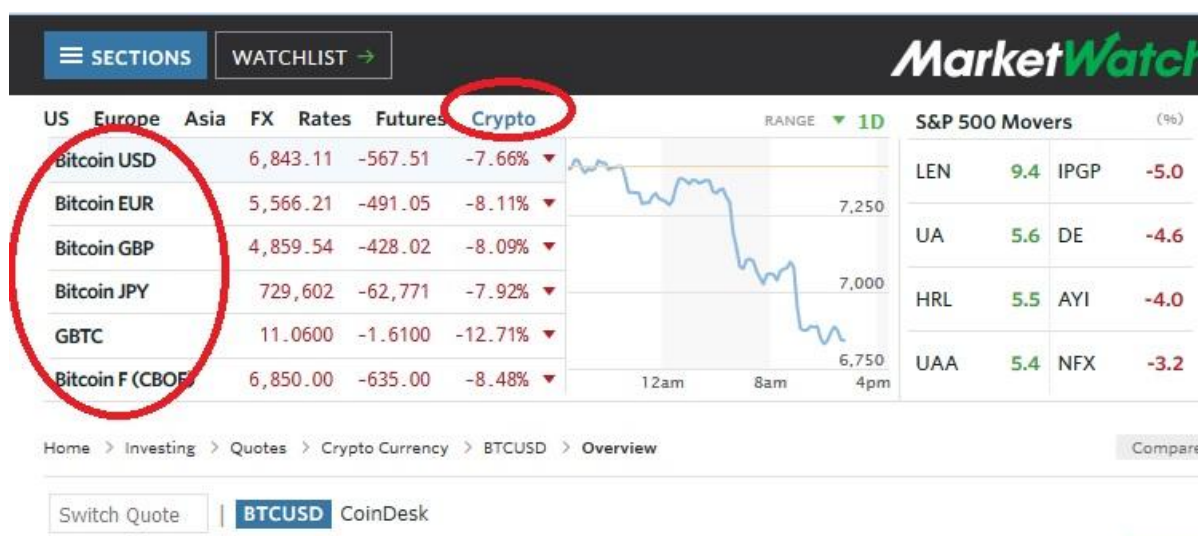 SECTIONS WATCHLIST → MarketWatch
US Europe Asia FX Rates Futures Crypto RANGE ▼ 1D S&P 500 Movers (%)
Bitcoin USD 6,843.11 -567.51 -7.66% ▼
Bitcoin EUR 5,566.21 -491.05 -8.11% ▼
Bitcoin GBP 4,859.54 -428.02 -8.09% ▼
Bitcoin JPY 729,602 -62,771 -7.92% ▼
GBTC 11.0600 -1.6100 -12.71% ▼
Bitcoin F (CBOE) 6,850.00 -635.00 -8.48% ▼
7,250
7,000
6,750
12am 8am 4pm
LEN 9.4 IPGP -5.0
UA 5.6 DE -4.6
HRL 5.5 AYI -4.0
UAA 5.4 NFX -3.2
Home > Investing > Quotes > Crypto Currency > BTCUSD > Overview Compare
Switch Quote | BTCUSD CoinDesk